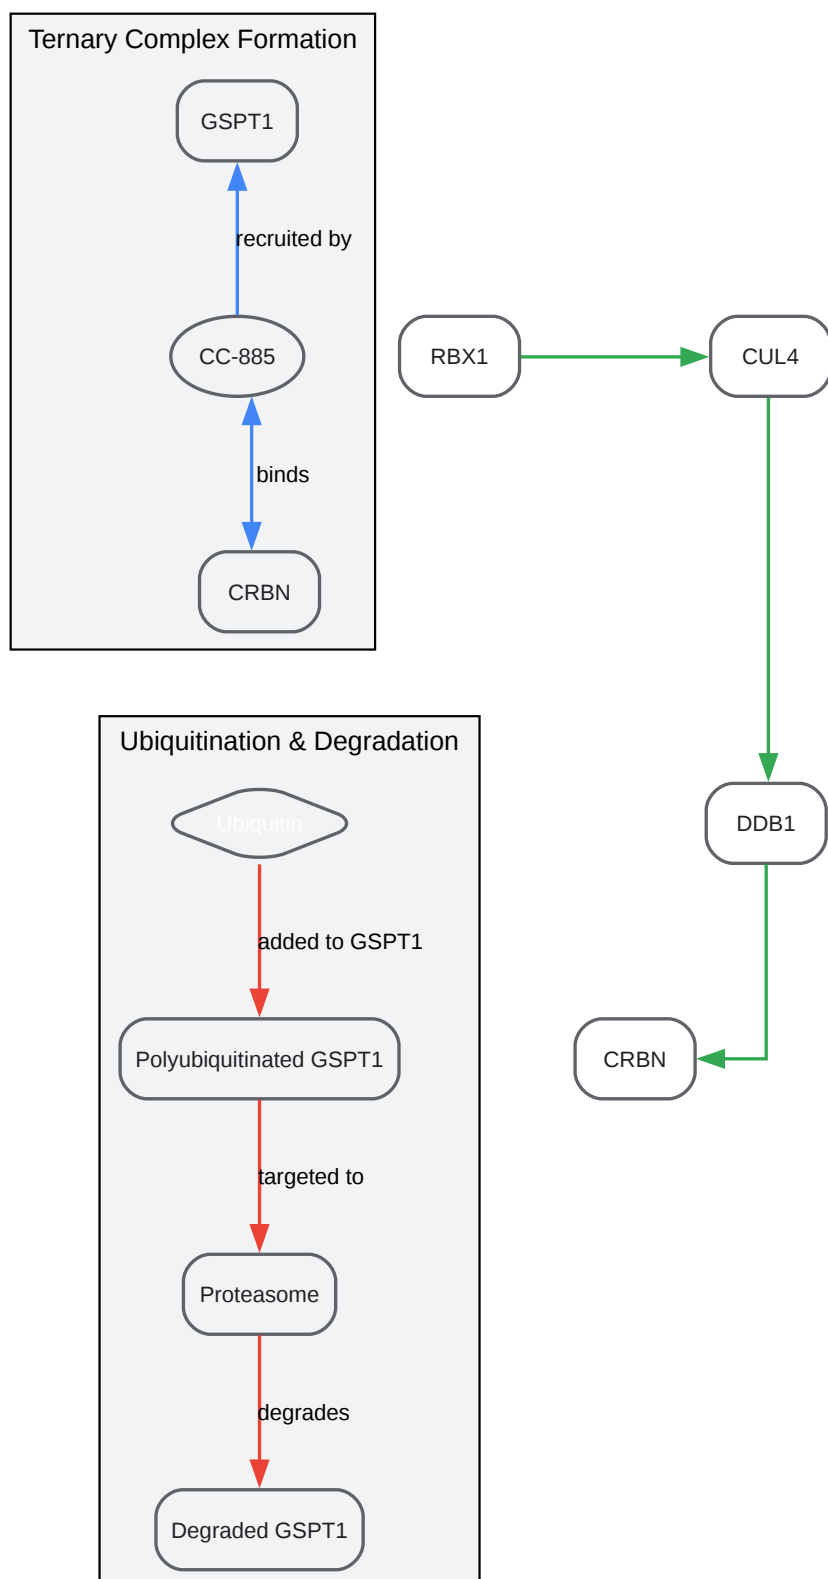 Ternary Complex Formation
GSPT1
recruited by
CC-885
RBX1
CUL4
binds
CRBN
Ubiquitination & Degradation
Ubiquitin
DDB1
added to GSPT1
Polyubiquitinated GSPT1
CRBN
targeted to
Proteasome
degrades
Degraded GSPT1